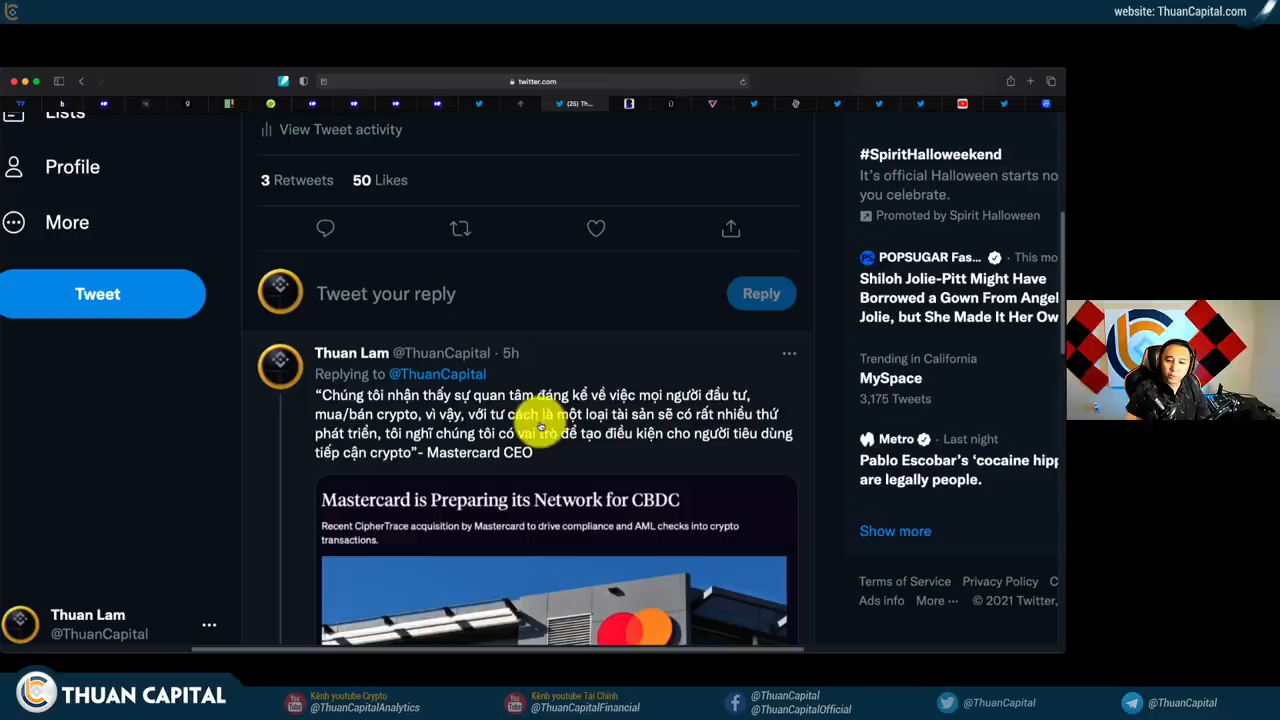 website: ThuanCapital.com
twitter.com
(25) Th...
Lists
Profile
More
Tweet
Thuan Lam
@ThuanCapital
View Tweet activity
3 Retweets 50 Likes
Tweet your reply
Reply
Thuan Lam @ThuanCapital · 5h
Replying to @ThuanCapital
“Chúng tôi nhận thấy sự quan tâm đáng kể về việc mọi người đầu tư,
mua/bán crypto, vì vậy, với tư cách là một loại tài sản sẽ có rất nhiều thứ
phát triển, tôi nghĩ chúng tôi có vai trò để tạo điều kiện cho người tiêu dùng
tiếp cận crypto”- Mastercard CEO
Mastercard is Preparing its Network for CBDC
Recent CipherTrace acquisition by Mastercard to drive compliance and AML checks into crypto
transactions.
#SpiritHalloweekend
It's official Halloween starts no
you celebrate.
Promoted by Spirit Halloween
POPSUGAR Fas... · This mo
Shiloh Jolie-Pitt Might Have
Borrowed a Gown From Angel
Jolie, but She Made It Her Ow
Trending in California
MySpace
3,175 Tweets
Metro · Last night
Pablo Escobar’s ‘cocaine hipp
are legally people.
Show more
Terms of Service Privacy Policy C
Ads info More ··· © 2021 Twitter,
THUAN CAPITAL
Kênh youtube Crypto
@ThuanCapitalAnalytics
Kênh youtube Tài Chính
@ThuanCapitalFinancial
@ThuanCapital
@ThuanCapitalOfficial
@ThuanCapital
@ThuanCapital